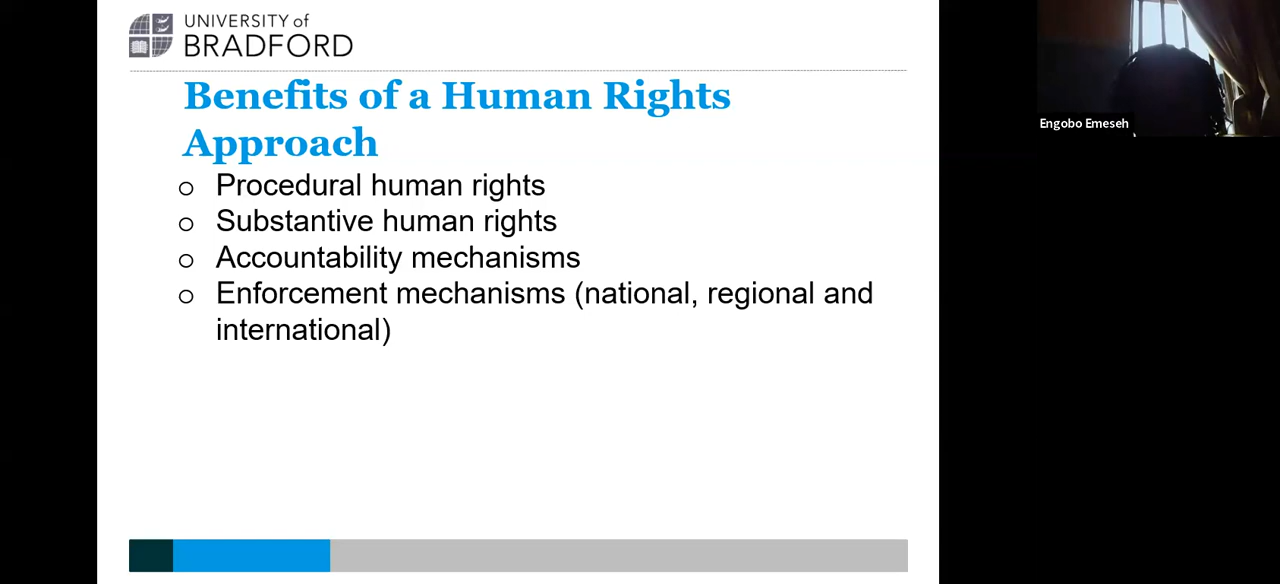 UNIVERSITY of
BRADFORD
Benefits of a Human Rights
Approach
o Procedural human rights
o Substantive human rights
o Accountability mechanisms
o Enforcement mechanisms (national, regional and
international)
Engobo Emeseh